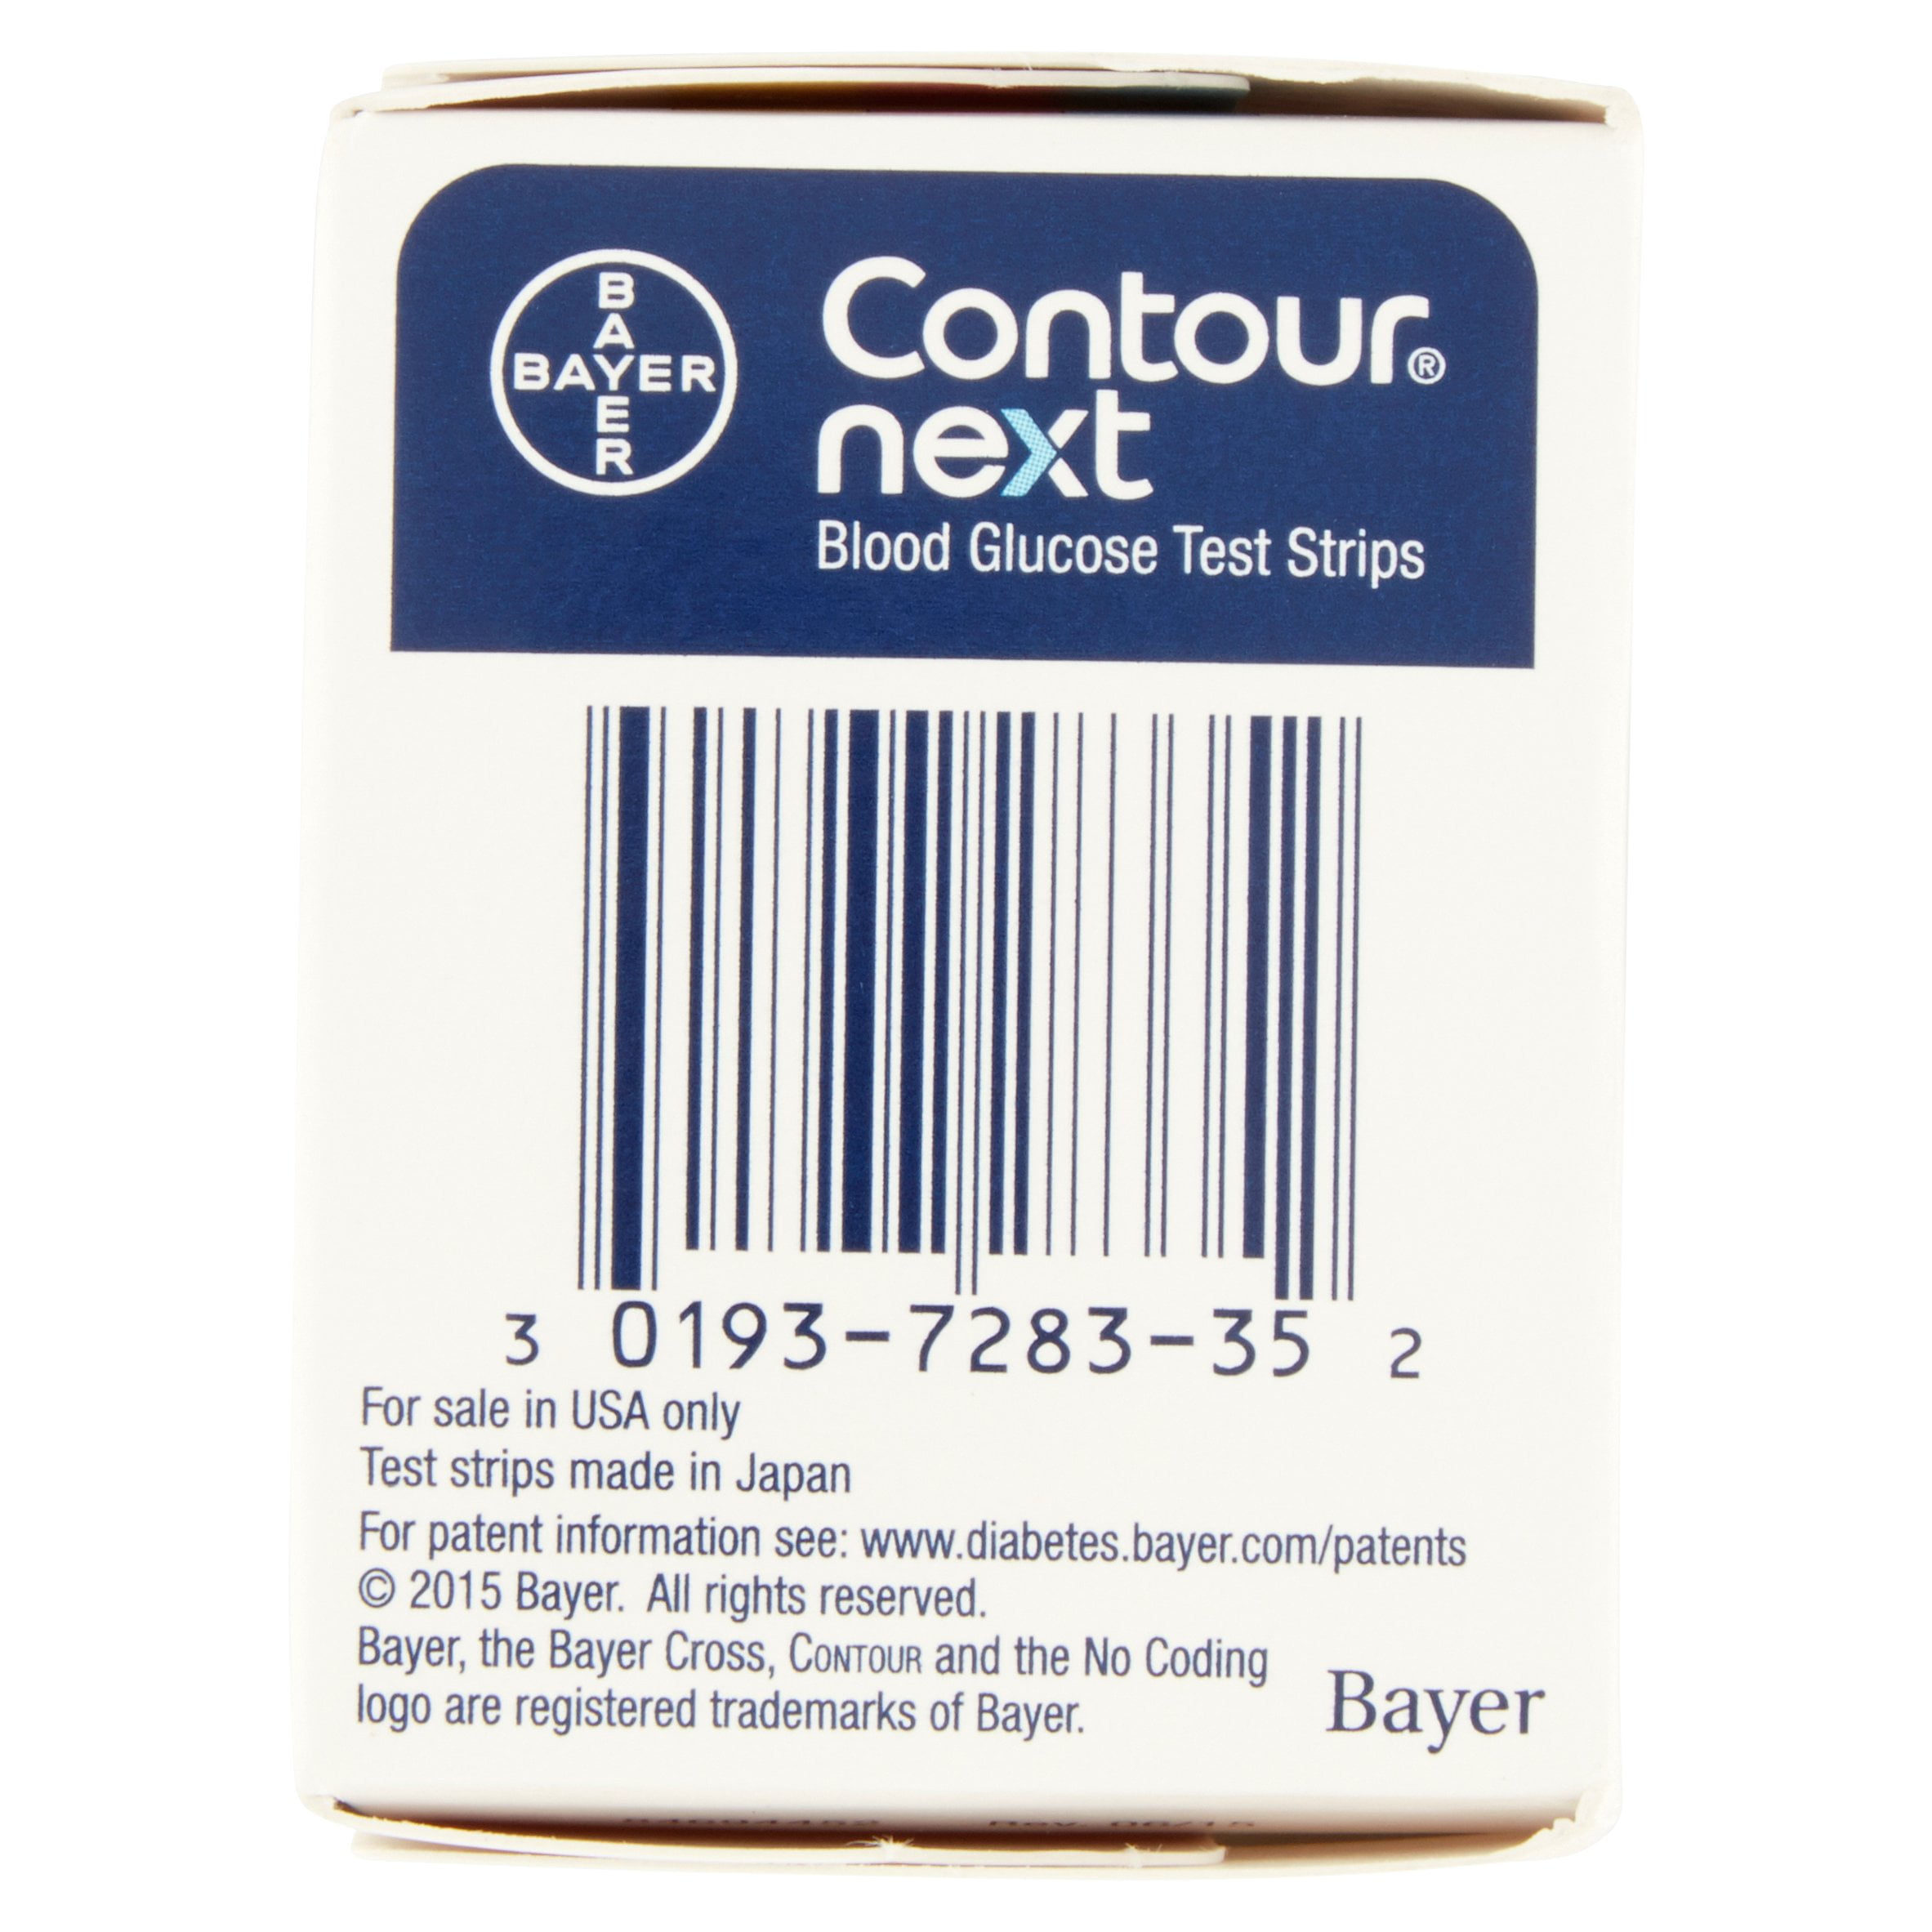 BAYER
BAYER
Contour®
next
Blood Glucose Test Strips
3 0193-7283-35 2
For sale in USA only
Test strips made in Japan
For patent information see: www.diabetes.bayer.com/patents
© 2015 Bayer. All rights reserved.
Bayer, the Bayer Cross, CONTOUR and the No Coding
logo are registered trademarks of Bayer.
Bayer